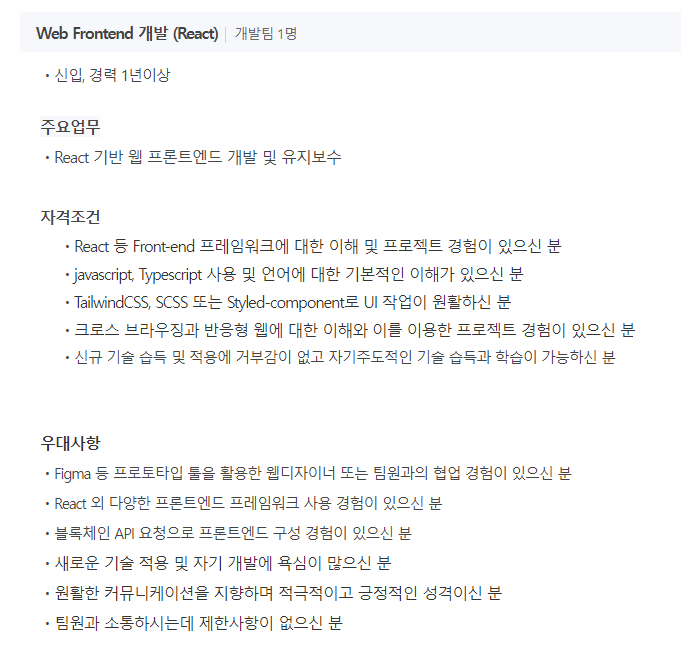 Web Frontend 개발 (React) | 개발팀 1명
• 신입, 경력 1년이상
주요업무
• React 기반 웹 프론트엔드 개발 및 유지보수
자격조건
• React 등 Front-end 프레임워크에 대한 이해 및 프로젝트 경험이 있으신 분
• javascript, Typescript 사용 및 언어에 대한 기본적인 이해가 있으신 분
• TailwindCSS, SCSS 또는 Styled-component로 UI 작업이 원활하신 분
• 크로스 브라우징과 반응형 웹에 대한 이해와 이를 이용한 프로젝트 경험이 있으신 분
• 신규 기술 습득 및 적용에 거부감이 없고 자기주도적인 기술 습득과 학습이 가능하신 분
우대사항
• Figma 등 프로토타입 툴을 활용한 웹디자이너 또는 팀원과의 협업 경험이 있으신 분
• React 외 다양한 프론트엔드 프레임워크 사용 경험이 있으신 분
• 블록체인 API 요청으로 프론트엔드 구성 경험이 있으신 분
• 새로운 기술 적용 및 자기 개발에 욕심이 많으신 분
• 원활한 커뮤니케이션을 지향하며 적극적이고 긍정적인 성격이신 분
• 팀원과 소통하시는데 제한사항이 없으신 분